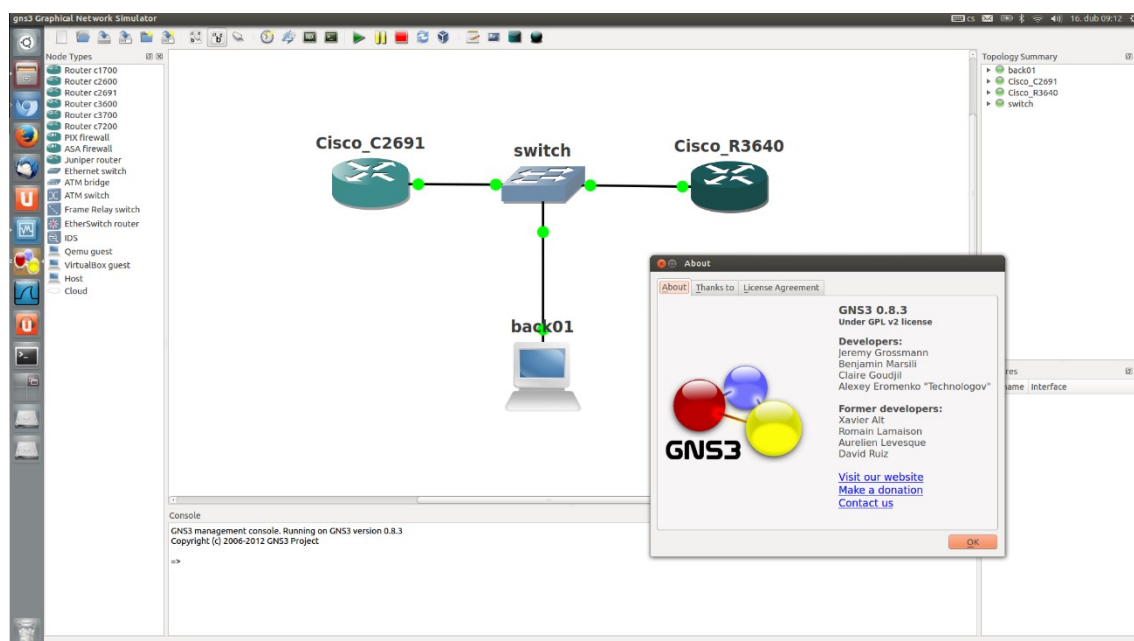 gns3 Graphical Network Simulator
cs
16. dub 09:12
Node Types
Router c1700
Router c2600
Router c2691
Router c3600
Router c3700
Router c7200
PIX firewall
ASA firewall
Juniper router
Ethernet switch
ATM bridge
ATM switch
Frame Relay switch
EtherSwitch router
IDS
Qemu guest
VirtualBox guest
Host
Cloud
Cisco_C2691
switch
Cisco_R3640
back01
Topology Summary
back01
Cisco_C2691
Cisco_R3640
switch
res
name Interface
About
About Thanks to License Agreement
GNS3
GNS3 0.8.3
Under GPL v2 license
Developers:
Jeremy Grossmann
Benjamin Marsili
Claire Goudjil
Alexey Eromenko "Technologov"
Former developers:
Xavier Alt
Romain Lamaison
Aurelien Levesque
David Ruiz
Visit our website
Make a donation
Contact us
OK
Console
GNS3 management console. Running on GNS3 version 0.8.3
Copyright (c) 2006-2012 GNS3 Project
=>